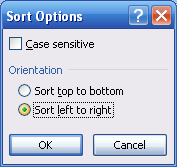 Sort Options
Case sensitive
Orientation
Sort top to bottom
Sort left to right
OK
Cancel